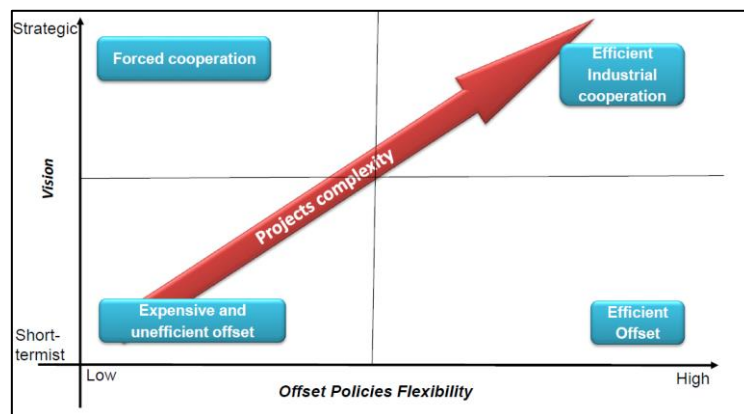 Strategic
Forced cooperation
Efficient
Industrial
cooperation
Vision
Projects complexity
Expensive and
unefficient offset
Efficient
Offset
Short-
termist
Low
Offset Policies Flexibility
High